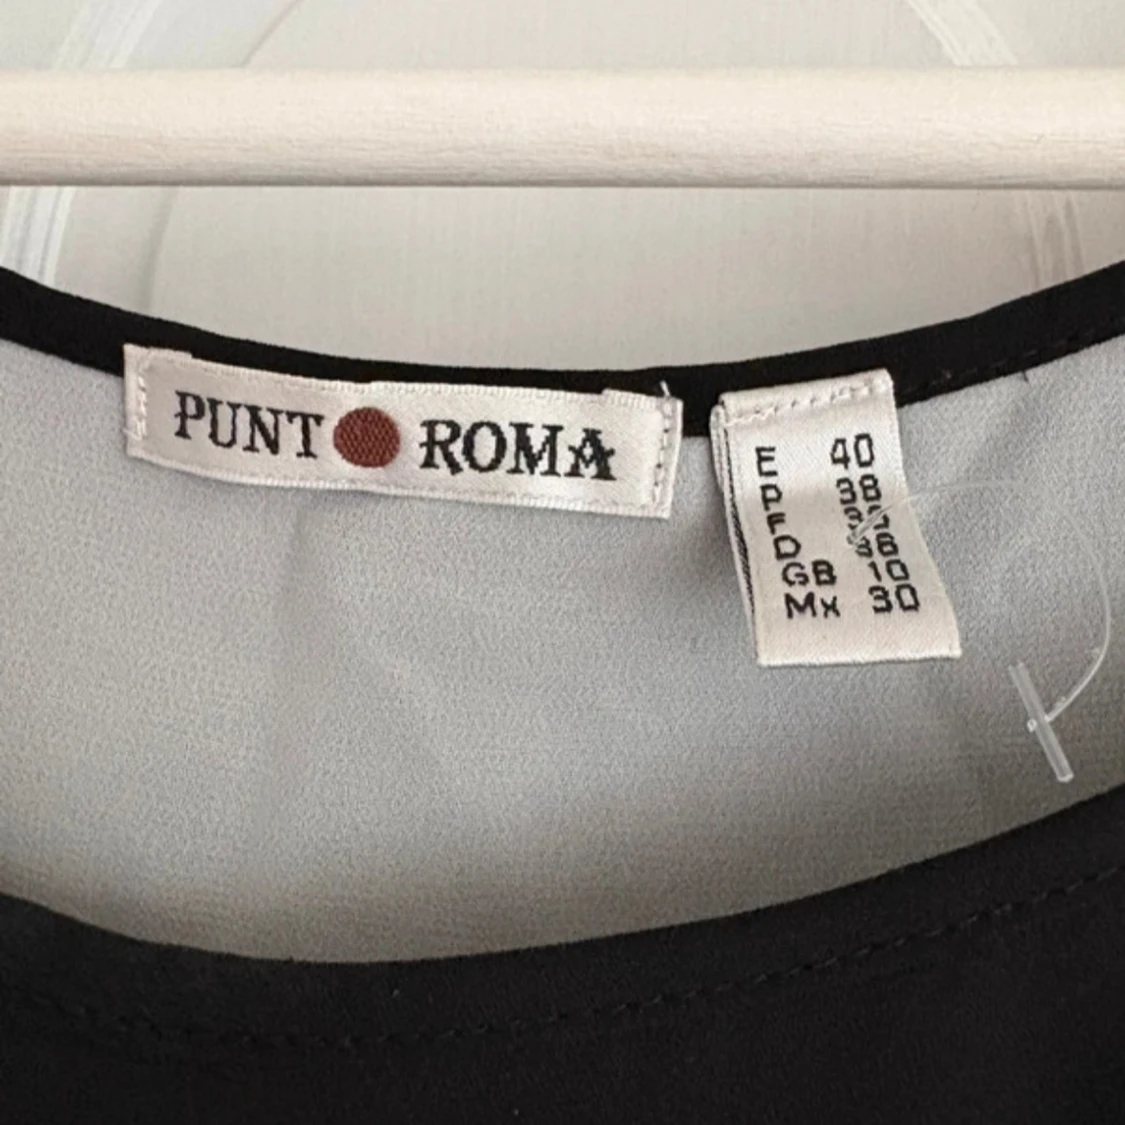 PUNT ROMA
E 40
P 38
F
D 36
GB 10
Mx 30